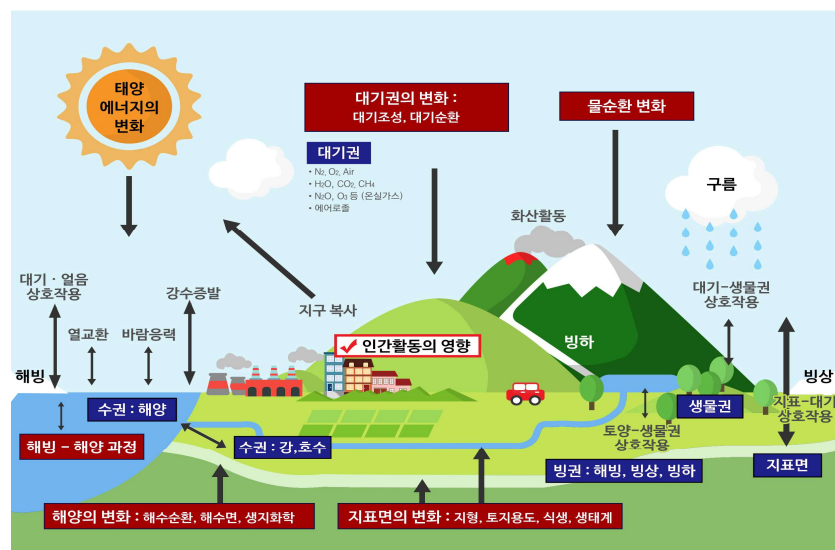 태양
에너지의
변화
대기권의 변화 :
대기조성, 대기순환
물순환 변화
대기권
• N₂, O₂, Air
• H₂O, CO₂, CH₄
• N₂O, O₃ 등 (온실가스)
• 에어로졸
구름
화산활동
대기 · 얼음
상호작용
강수증발
지구 복사
대기-생물권
상호작용
열교환
바람응력
인간활동의 영향
빙하
해빙
빙상
수권 : 해양
생물권
지표-대기
상호작용
해빙 – 해양 과정
수권 : 강,호수
토양-생물권
상호작용
빙권 : 해빙, 빙상, 빙하
지표면
해양의 변화 : 해수순환, 해수면, 생지화학
지표면의 변화 : 지형, 토지용도, 식생, 생태계